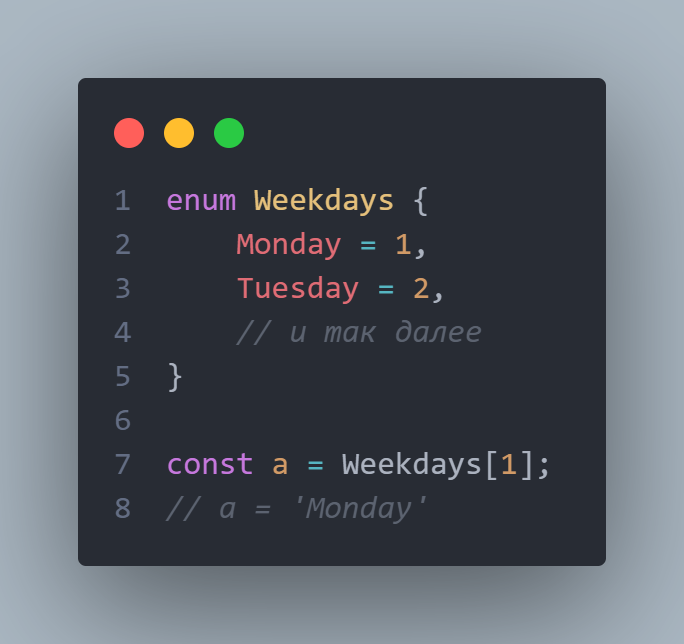 1 enum Weekdays {
2 Monday = 1,
3 Tuesday = 2,
4 // и так далее
5 }
6
7 const a = Weekdays[1];
8 // a = 'Monday'